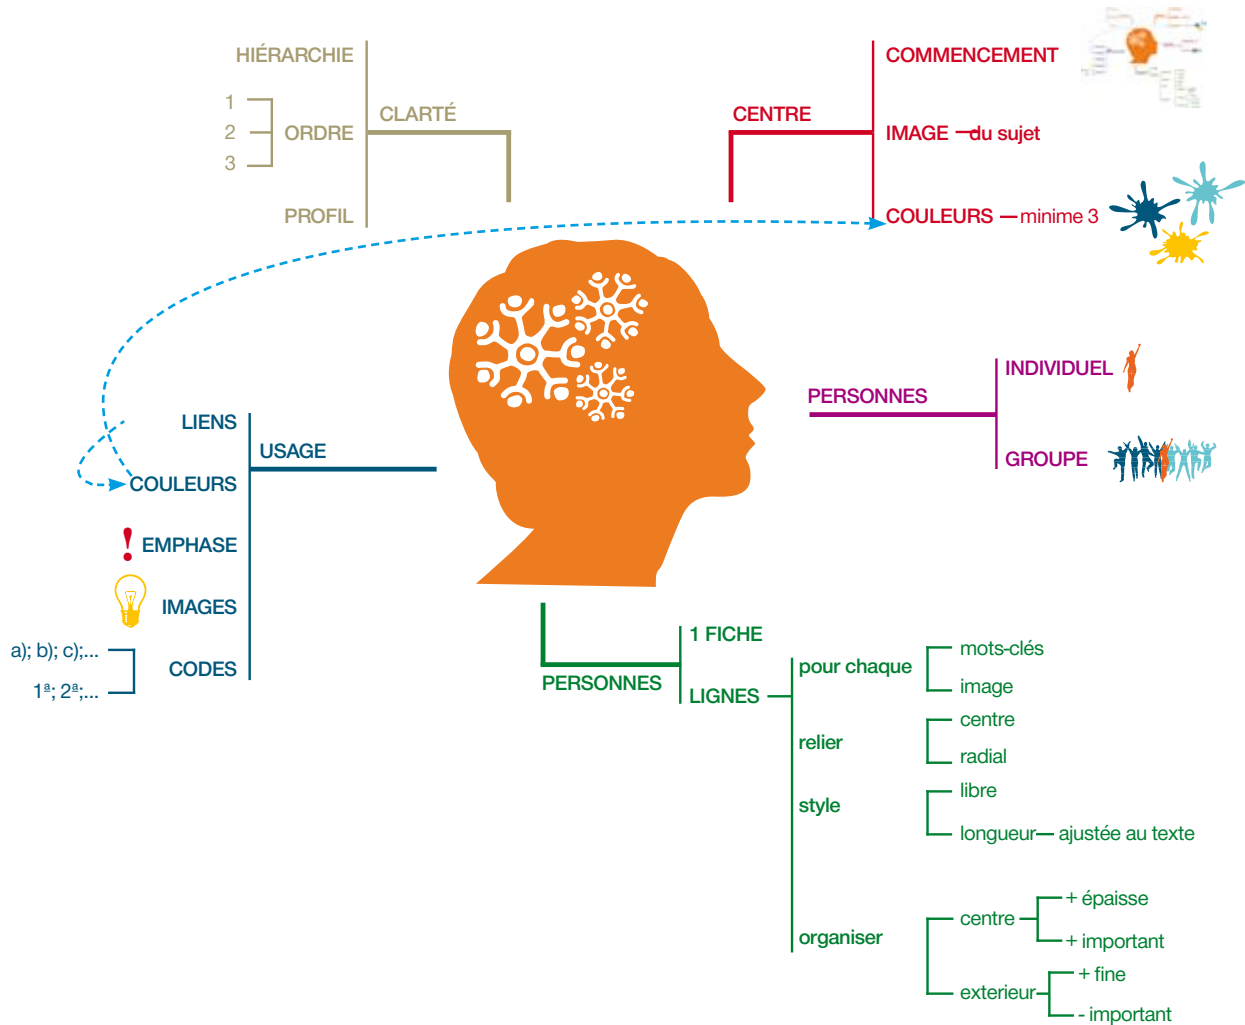 HIÉRARCHIE
1
2
3
ORDRE
PROFIL
CLARTÉ
CENTRE
COMMENCEMENT
IMAGE
du sujet
COULEURS
minime 3
PERSONNES
INDIVIDUEL
GROUPE
LIENS
USAGE
COULEURS
! EMPHASE
IMAGES
a); b); c);...
CODES
1ª; 2ª;...
PERSONNES
1 FICHE
LIGNES
pour chaque
mots-clés
image
relier
centre
radial
style
libre
longueur
ajustée au texte
organiser
centre
+ épaisse
+ important
exterieur
+ fine
- important